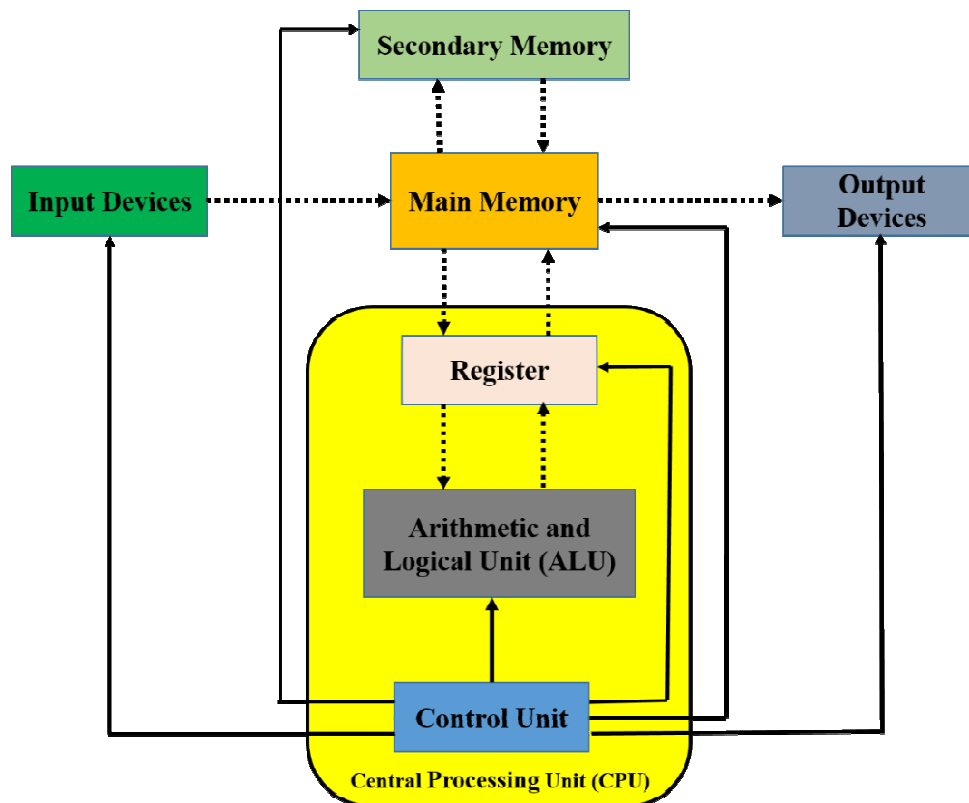 Secondary Memory
Input Devices
Main Memory
Output
Devices
Register
Arithmetic and
Logical Unit (ALU)
Control Unit
Central Processing Unit (CPU)